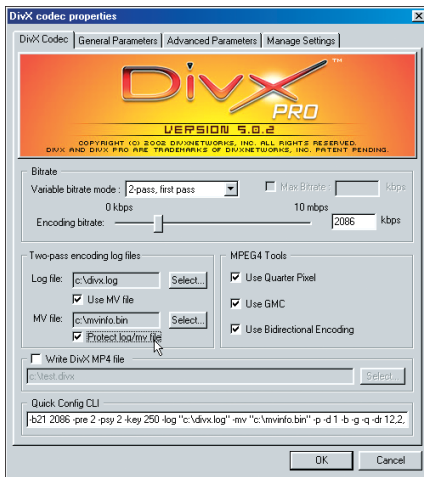 DivX codec properties
DivX Codec
General Parameters
Advanced Parameters
Manage Settings
DivX
TM
PRO
VERSION 5.0.2
COPYRIGHT (C) 2002 DIVXNETWORKS, INC. ALL RIGHTS RESERVED.
DIVX AND DIVX PRO ARE TRADEMARKS OF DIVXNETWORKS, INC. PATENT PENDING.
Bitrate
Variable bitrate mode : 2-pass, first pass
Max Bitrate : kbps
0 kbps 10 mbps
Encoding bitrate: 2086 kbps
Two-pass encoding log files
Log file: c:\divx.log Select...
Use MV file
MV file: c:\mvinfo.bin Select...
Protect log/mv file
MPEG4 Tools
Use Quarter Pixel
Use GMC
Use Bidirectional Encoding
Write DivX MP4 file
c:\test.divx Select...
Quick Config CLI
-b21 2086 -pre 2 -psy 2 -key 250 -log "c:\divx.log" -mv "c:\mvinfo.bin" -p -d 1 -b -g -q -dr 12,2,
OK Cancel